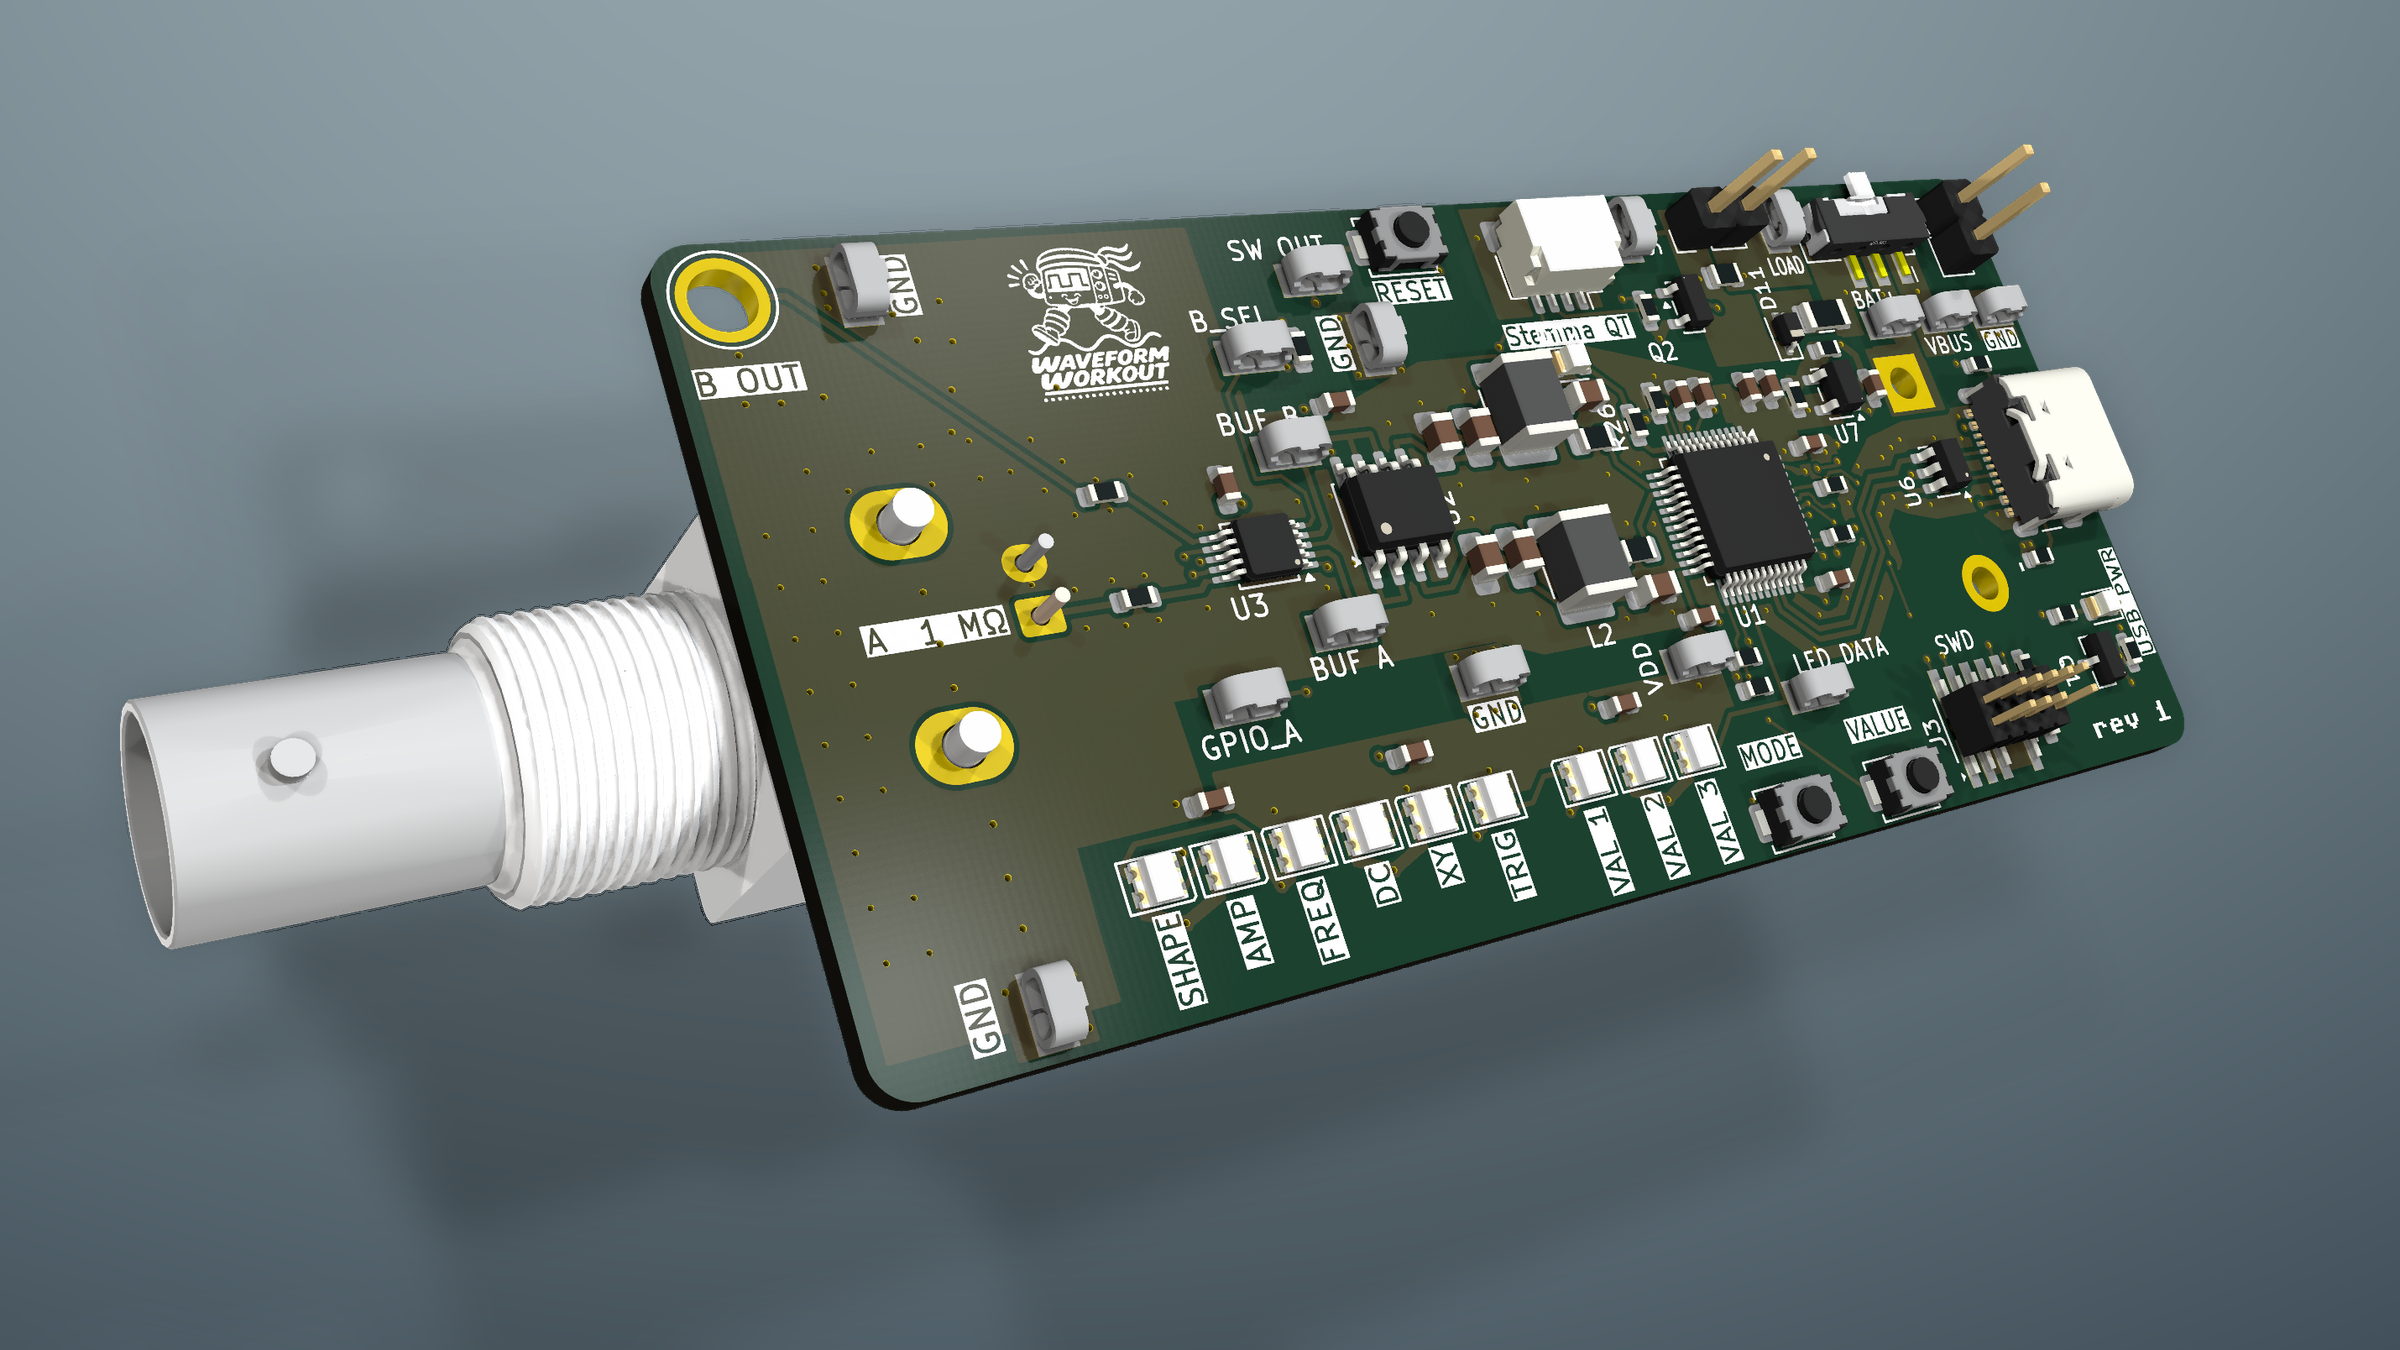 GND
B OUT
WAVEFORM
WORKOUT
SW OUT
RESET
B_SEL
GND
Stemma QT
Q2
D11
LOAD
BAT
VBUS
GND
BUF B
R26
U7
U6
U3
U2
U1
A 1 MΩ
BUF A
L2
VDD
LED DATA
SWD
USB PWR
GPIO_A
GND
MODE
VALUE
J3
rev 1
SHAPE
AMP
FREQ
DC
XY
TRIG
VAL 1
VAL 2
VAL 3
GND